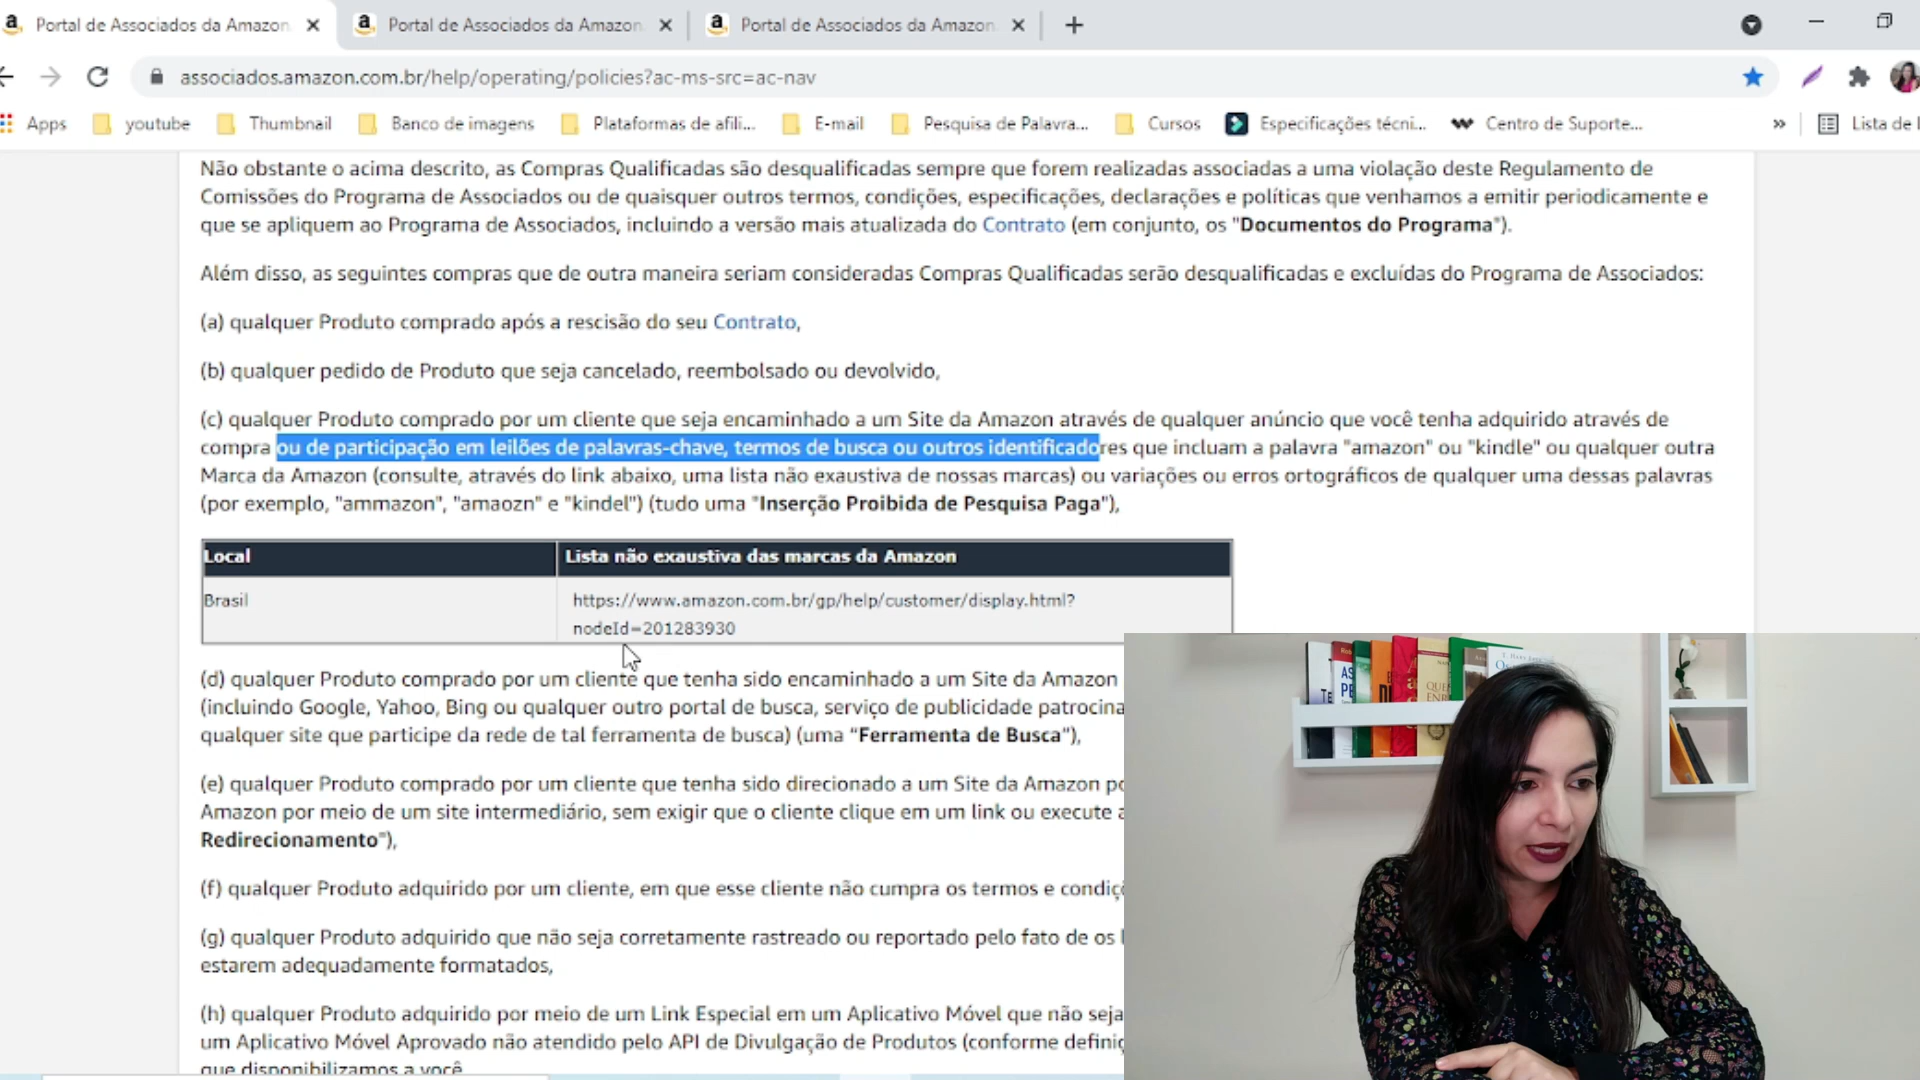 Portal de Associados da Amazon
Portal de Associados da Amazon
Portal de Associados da Amazon
associados.amazon.com.br/help/operating/policies?ac-ms-src=ac-nav
Apps
youtube
Thumbnail
Banco de imagens
Plataformas de afili...
E-mail
Pesquisa de Palavra...
Cursos
Especificações técni...
Centro de Suporte...
»
Lista de l
Não obstante o acima descrito, as Compras Qualificadas são desqualificadas sempre que forem realizadas associadas a uma violação deste Regulamento de
Comissões do Programa de Associados ou de quaisquer outros termos, condições, especificações, declarações e políticas que venhamos a emitir periodicamente e
que se apliquem ao Programa de Associados, incluindo a versão mais atualizada do Contrato (em conjunto, os "Documentos do Programa").
Além disso, as seguintes compras que de outra maneira seriam consideradas Compras Qualificadas serão desqualificadas e excluídas do Programa de Associados:
(a) qualquer Produto comprado após a rescisão do seu Contrato,
(b) qualquer pedido de Produto que seja cancelado, reembolsado ou devolvido,
(c) qualquer Produto comprado por um cliente que seja encaminhado a um Site da Amazon através de qualquer anúncio que você tenha adquirido através de
compra ou de participação em leilões de palavras-chave, termos de busca ou outros identificadores que incluam a palavra "amazon" ou "kindle" ou qualquer outra
Marca da Amazon (consulte, através do link abaixo, uma lista não exaustiva de nossas marcas) ou variações ou erros ortográficos de qualquer uma dessas palavras
(por exemplo, "ammazon", "amaozn" e "kindel") (tudo uma "Inserção Proibida de Pesquisa Paga"),
Local
Lista não exaustiva das marcas da Amazon
Brasil
https://www.amazon.com.br/gp/help/customer/display.html?
nodeId=201283930
(d) qualquer Produto comprado por um cliente que tenha sido encaminhado a um Site da Amazon
(incluindo Google, Yahoo, Bing ou qualquer outro portal de busca, serviço de publicidade patrocina
qualquer site que participe da rede de tal ferramenta de busca) (uma "Ferramenta de Busca"),
(e) qualquer Produto comprado por um cliente que tenha sido direcionado a um Site da Amazon po
Amazon por meio de um site intermediário, sem exigir que o cliente clique em um link ou execute a
Redirecionamento"),
(f) qualquer Produto adquirido por um cliente, em que esse cliente não cumpra os termos e condiçõ
(g) qualquer Produto adquirido que não seja corretamente rastreado ou reportado pelo fato de os l
estarem adequadamente formatados,
(h) qualquer Produto adquirido por meio de um Link Especial em um Aplicativo Móvel que não seja
um Aplicativo Móvel Aprovado não atendido pelo API de Divulgação de Produtos (conforme definiç
que disponibilizamos a você